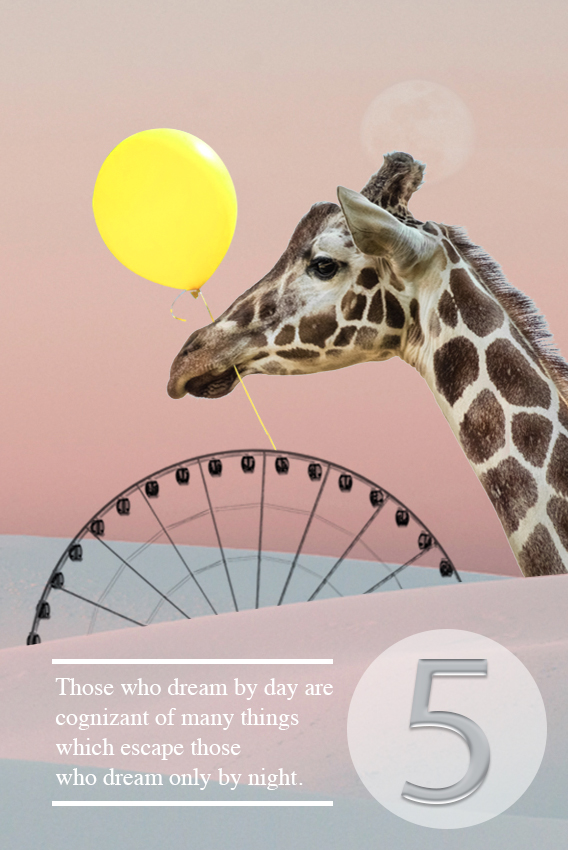 Those who dream by day are
cognizant of many things
which escape those
who dream only by night.
5